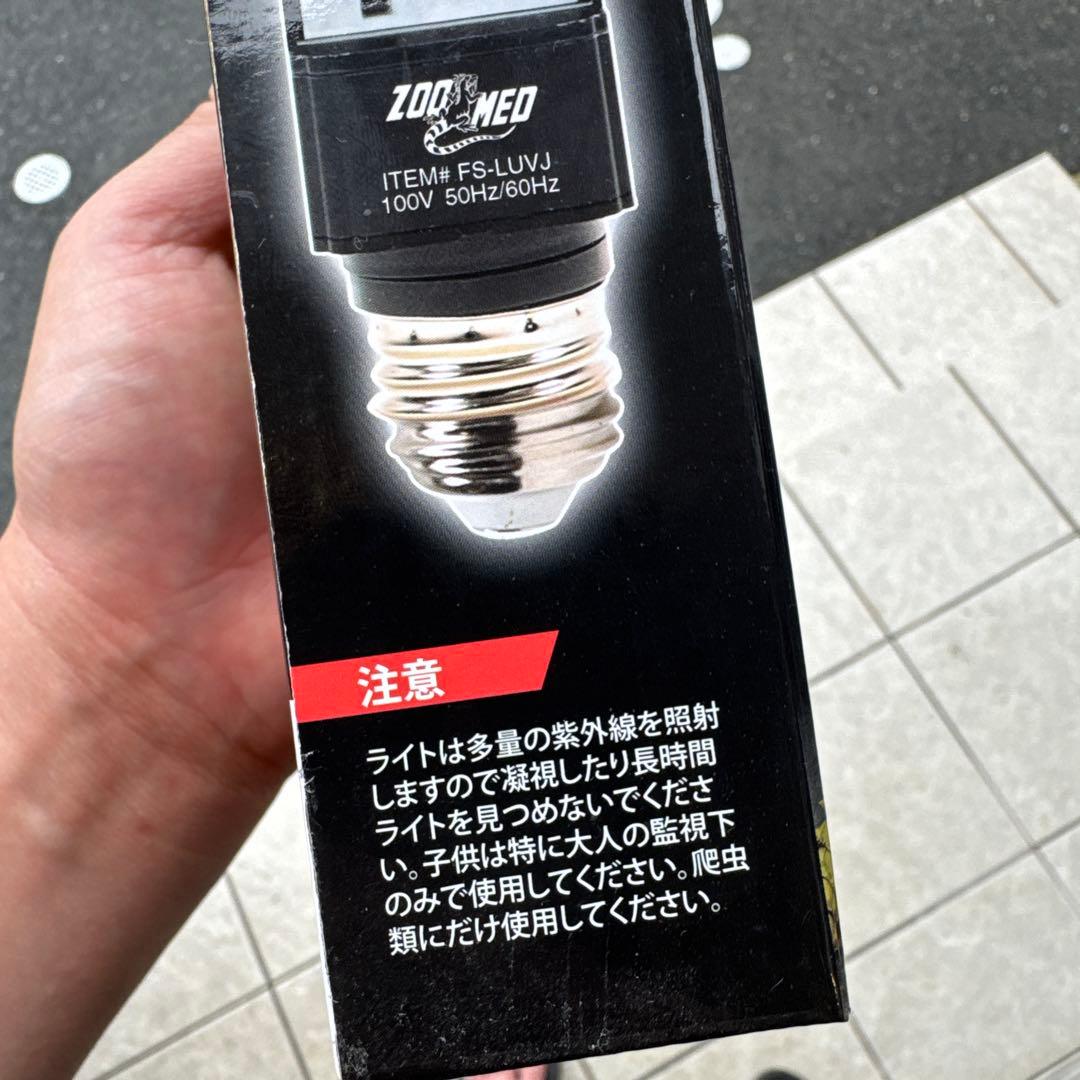 ZOO MED
ITEM# FS-LUVJ
100V 50Hz/60Hz
注意
ライトは多量の紫外線を照射
しますので凝視したり長時間
ライトを見つめないでくださ
い。子供は特に大人の監視下
のみで使用してください。爬虫
類にだけ使用してください。